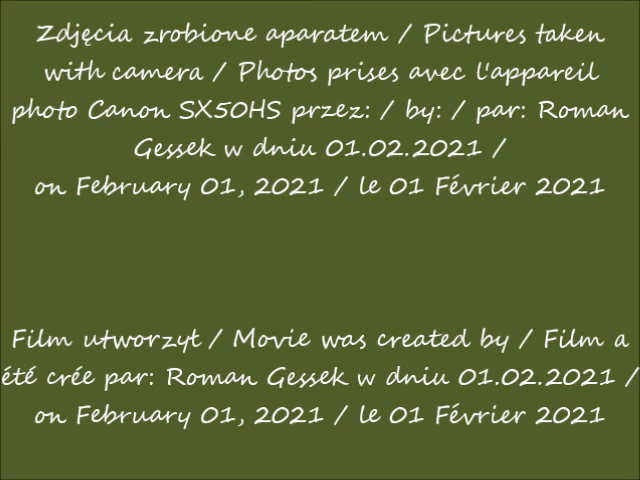 Zdjęcia zrobione aparatem / Pictures taken
with camera / Photos prises avec l'appareil
photo Canon SX50HS przez: / by: / par: Roman
Gessek w dniu 01.02.2021 /
on February 01, 2021 / le 01 Février 2021
Film utworzył / Movie was created by / Film a
été crée par: Roman Gessek w dniu 01.02.2021 /
on February 01, 2021 / le 01 Février 2021